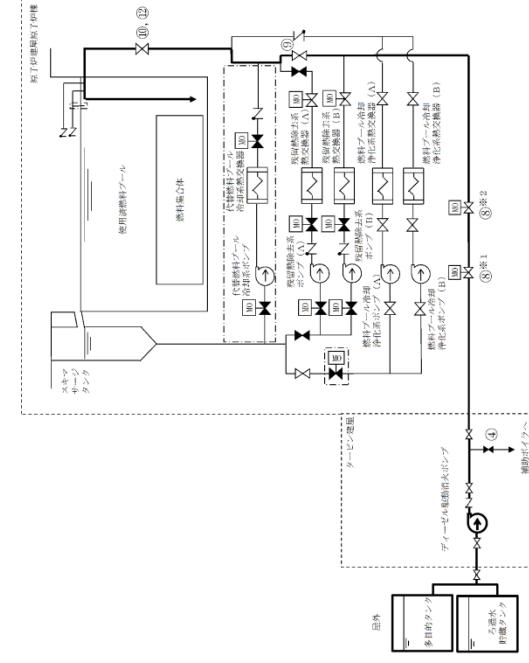 原子炉建屋原子炉棟
⑩，⑫
使用済燃料プール
燃料集合体
スキマ
サージ
タンク
代替燃料プール
冷却系熱交換器
代替燃料プール
冷却系ポンプ
MO
MO
⑨
残留熱除去系
熱交換器（A）
残留熱除去系
熱交換器（B）
燃料プール冷却
浄化系熱交換器（A）
燃料プール冷却
浄化系熱交換器（B）
MO
MO
MO
MO
MO
MO
MO
残留熱除去系
ポンプ（A）
残留熱除去系
ポンプ（B）
燃料プール冷却
浄化系ポンプ（A）
燃料プール冷却
浄化系ポンプ（B）
MO
⑧※1
MO
⑧※2
タービン建屋
ディーゼル駆動消火ポンプ
④
補助ボイラへ
屋外
多目的タンク
ろ過水
貯蔵タンク